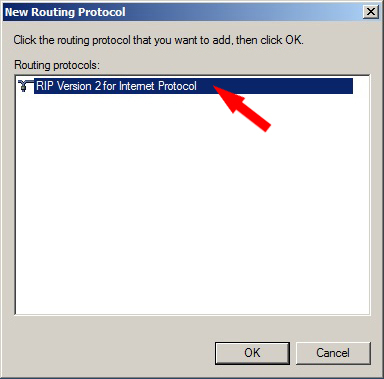 New Routing Protocol
Click the routing protocol that you want to add, then click OK.
Routing protocols:
RIP Version 2 for Internet Protocol
OK
Cancel